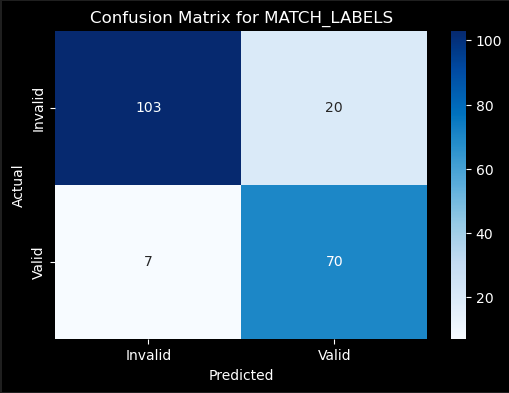 Confusion Matrix for MATCH_LABELS
Actual
Invalid
Valid
103
20
7
70
Invalid
Valid
Predicted
100
80
60
40
20